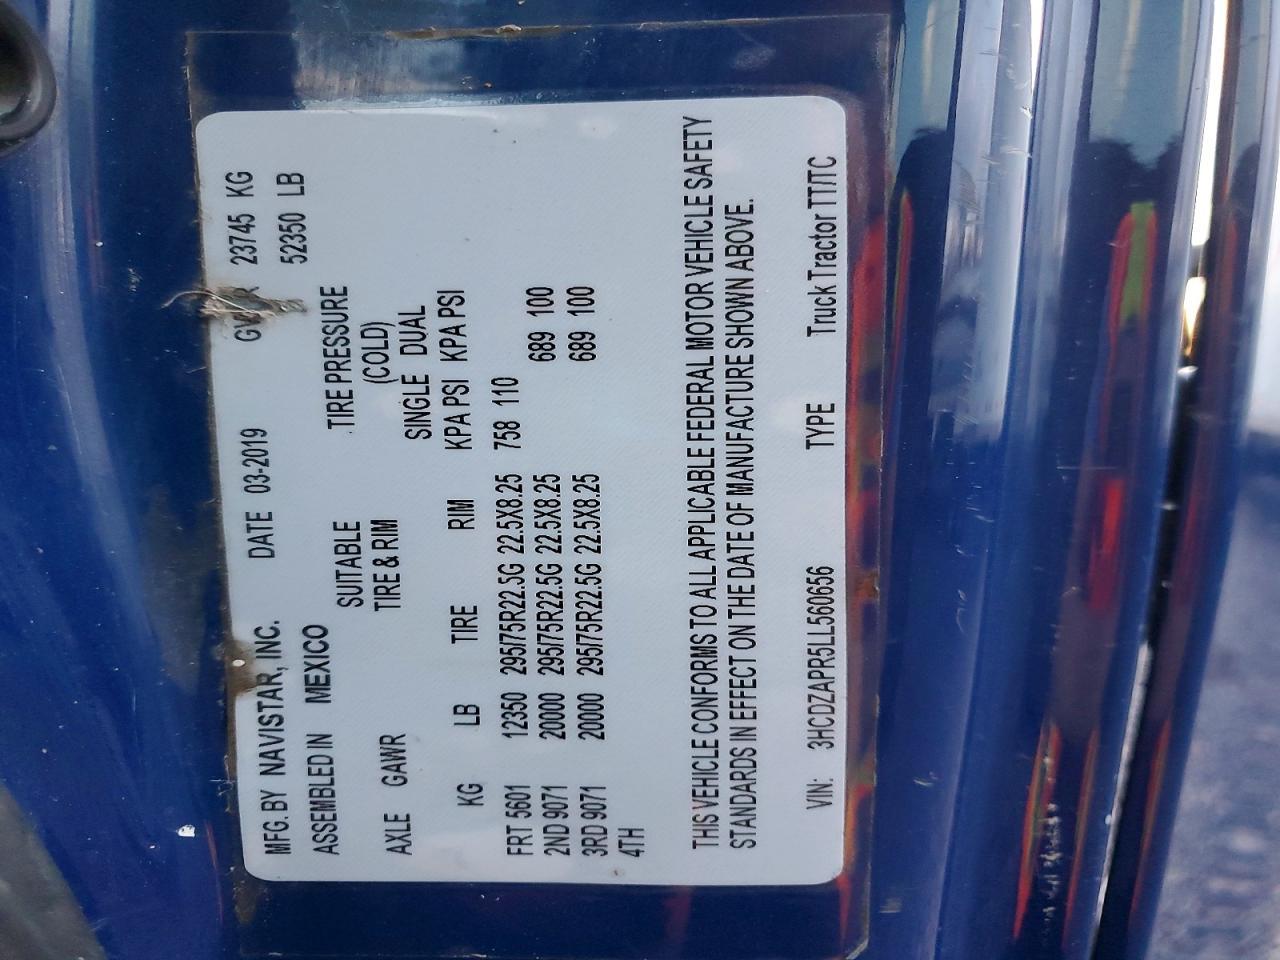 MFG. BY NAVISTAR, INC. DATE 03-2019 23745 KG
ASSEMBLED IN MEXICO 52350 LB
SUITABLE TIRE PRESSURE
AXLE GAWR TIRE & RIM (COLD)
SINGLE DUAL
KG LB TIRE RIM KPA PSI KPA PSI
FRT 5601 12350 295/75R22.5G 22.5X8.25 758 110
2ND 9071 20000 295/75R22.5G 22.5X8.25 689 100
3RD 9071 20000 295/75R22.5G 22.5X8.25 689 100
4TH
THIS VEHICLE CONFORMS TO ALL APPLICABLE FEDERAL MOTOR VEHICLE SAFETY
STANDARDS IN EFFECT ON THE DATE OF MANUFACTURE SHOWN ABOVE.
VIN: 3HCDZAPR5LL560656 TYPE Truck Tractor TT/TC